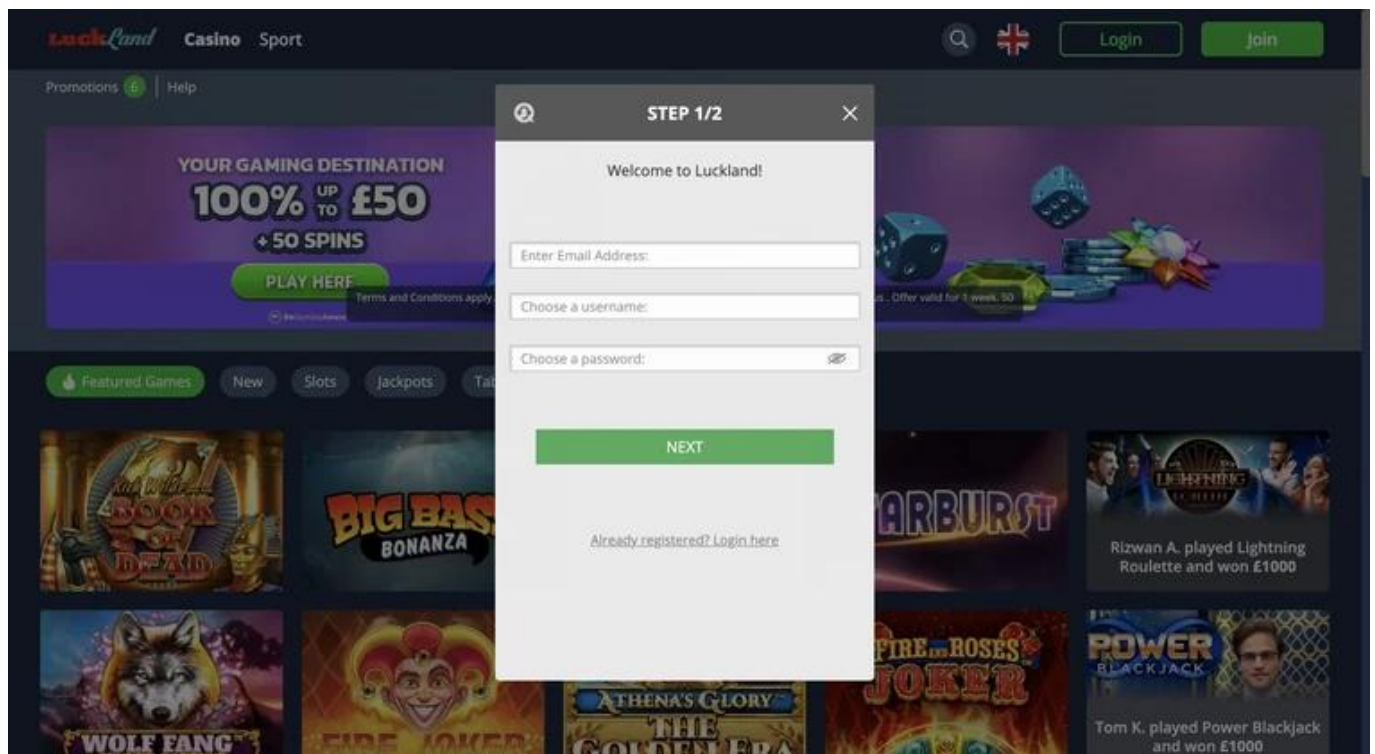 LuckLand Casino Sport Login Join
Promotions 6 Help
STEP 1/2
Welcome to Luckland!
Enter Email Address:
Choose a username:
Choose a password:
NEXT
Already registered? Login here
YOUR GAMING DESTINATION
100% UP TO £50
+ 50 SPINS
PLAY HERE
Terms and Conditions apply.
us . Offer valid for 1 week. 50
Featured Games New Slots Jackpots Tab
BOOK
OF
DEAD
BIG BASS
BONANZA
ARBURST
LIGHTNING
Rizwan A. played Lightning
Roulette and won £1000
WOLF FANG
FIRE JOKER
ATHENA'S GLORY
THE
GOLDEN ERA
FIRE AND ROSES
JOKER
POWER
BLACKJACK
Tom K. played Power Blackjack
and won £1000